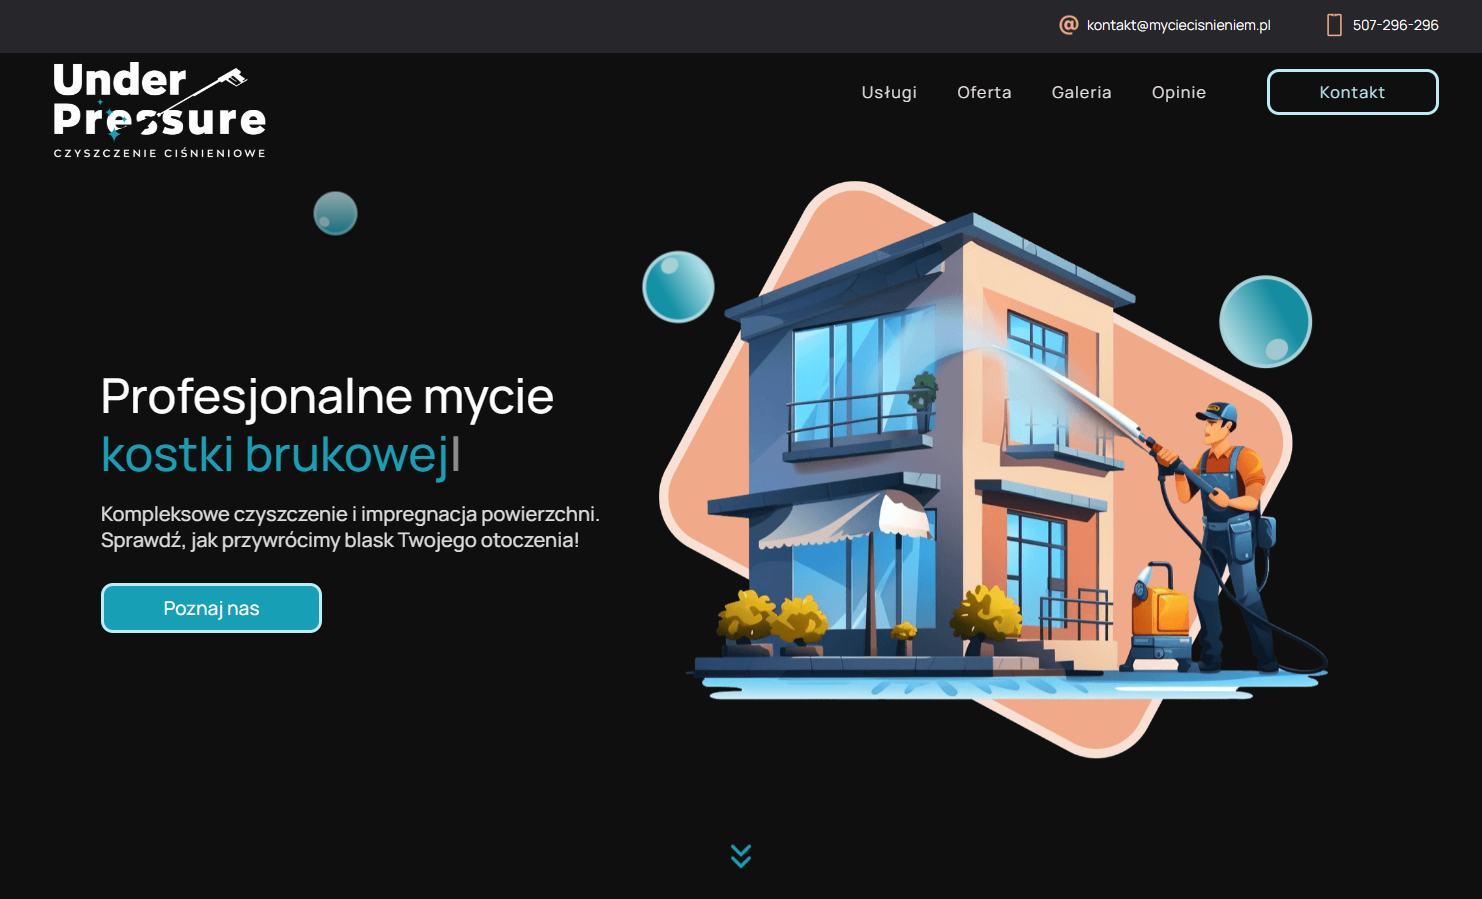 kontakt@myciecisnieniem.pl
507-296-296
Under
Pressure
CZYSZCZENIE CIŚNIENIOWE
Usługi
Oferta
Galeria
Opinie
Kontakt
Profesjonalne mycie
kostki brukowej|
Kompleksowe czyszczenie i impregnacja powierzchni.
Sprawdź, jak przywrócimy blask Twojego otoczenia!
Poznaj nas